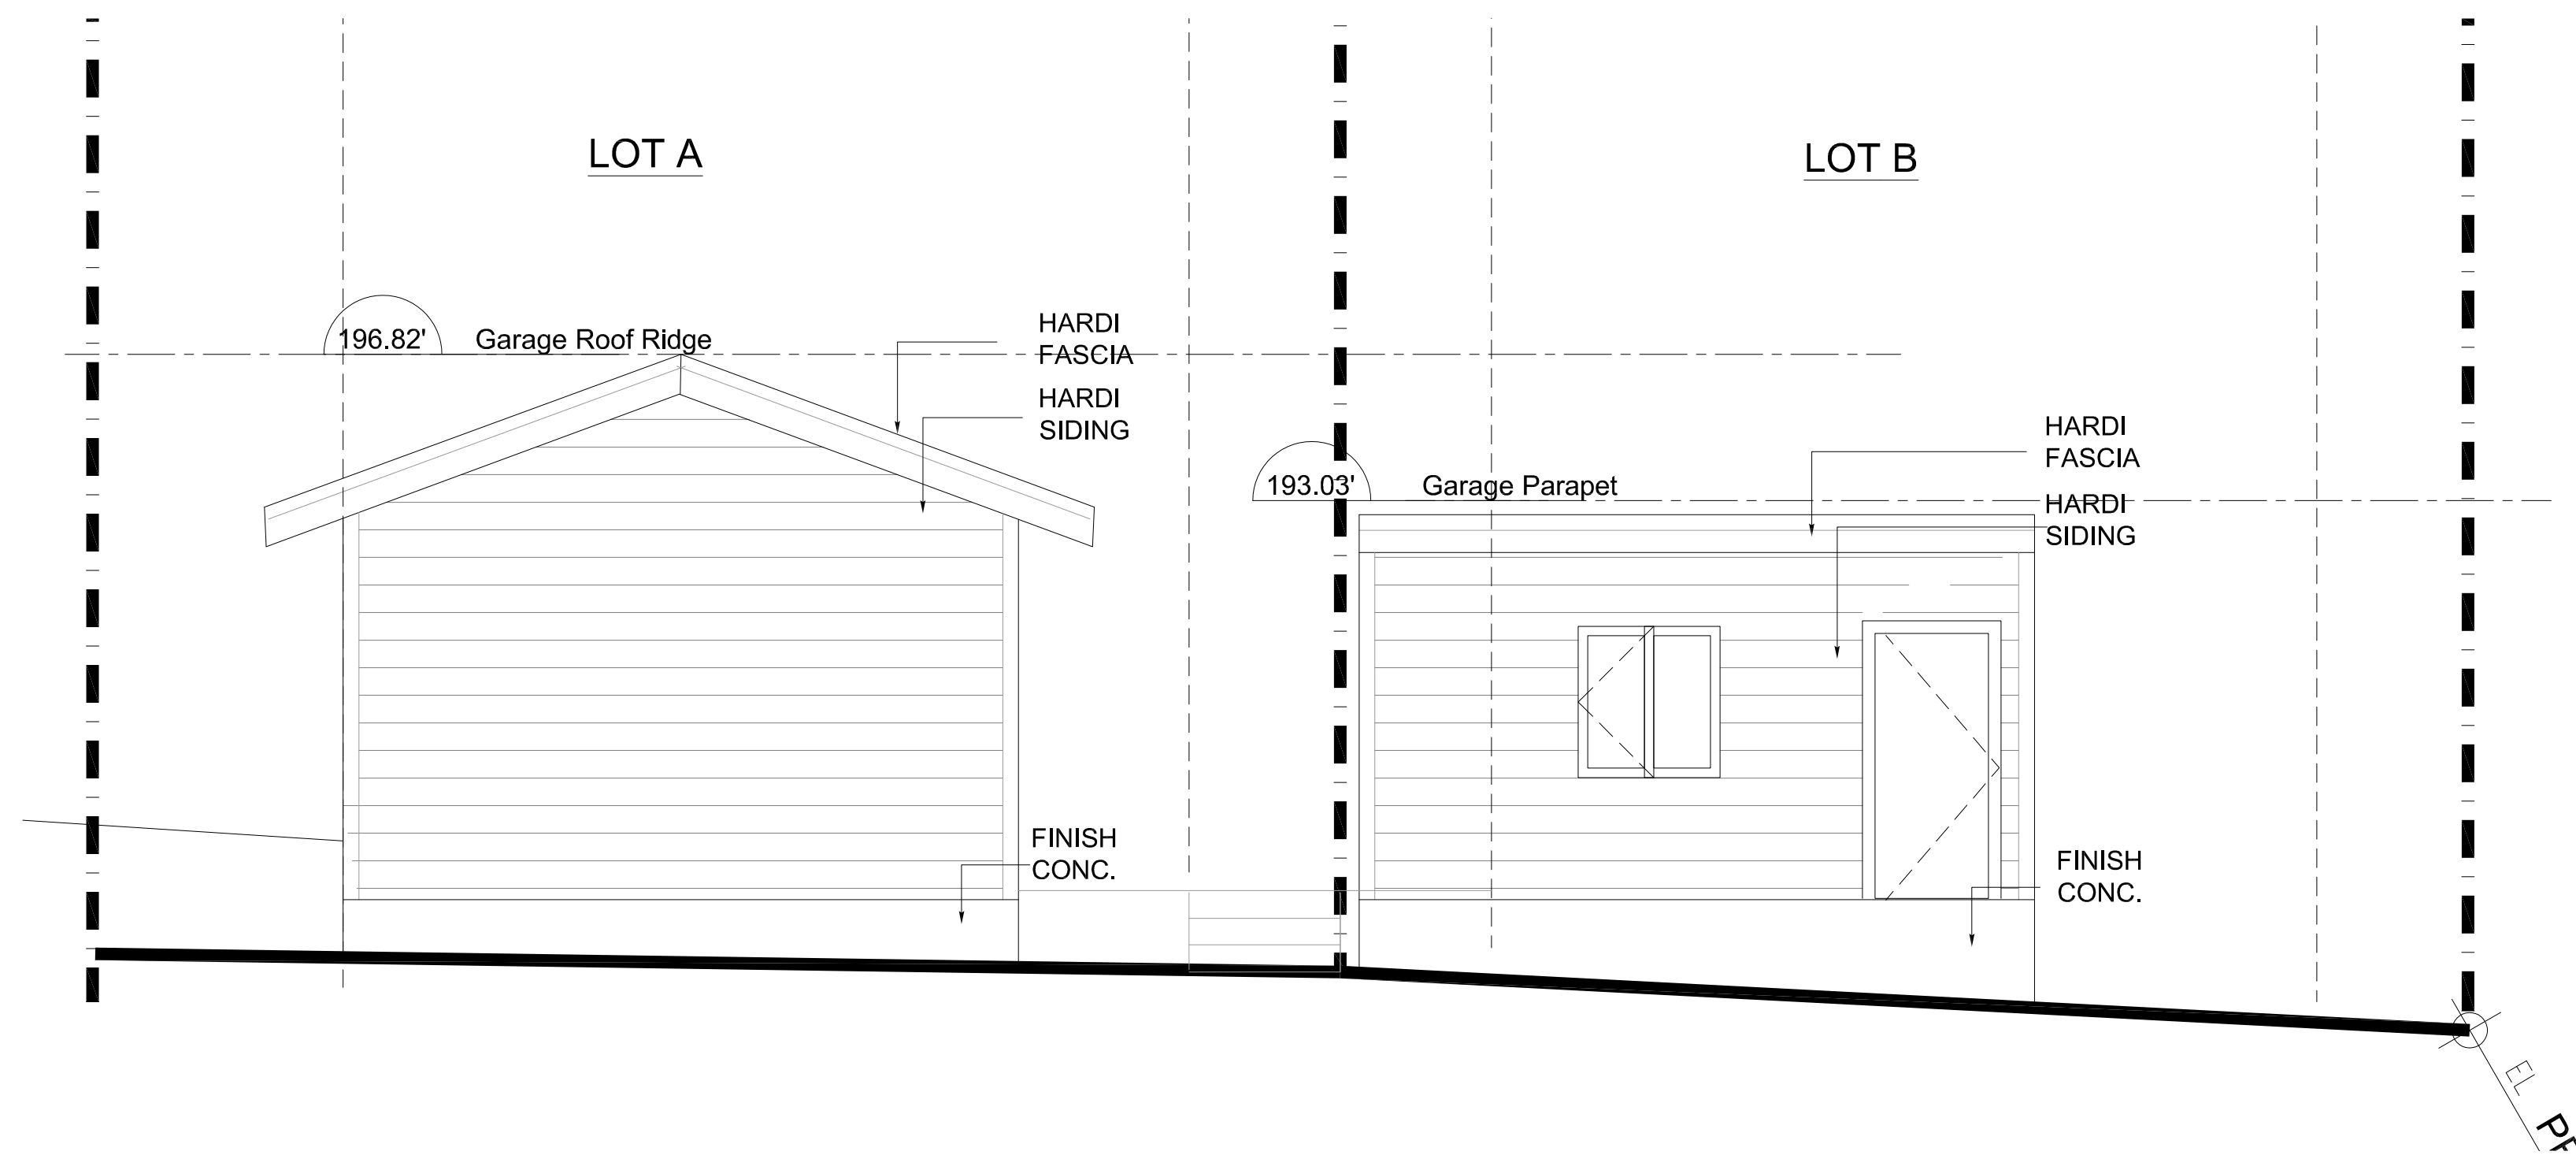 LOT A
LOT B
196.82' Garage Roof Ridge
HARDI
FASCIA
HARDI
SIDING
193.03' Garage Parapet
HARDI
FASCIA
HARDI
SIDING
FINISH
CONC.
FINISH
CONC.
EL